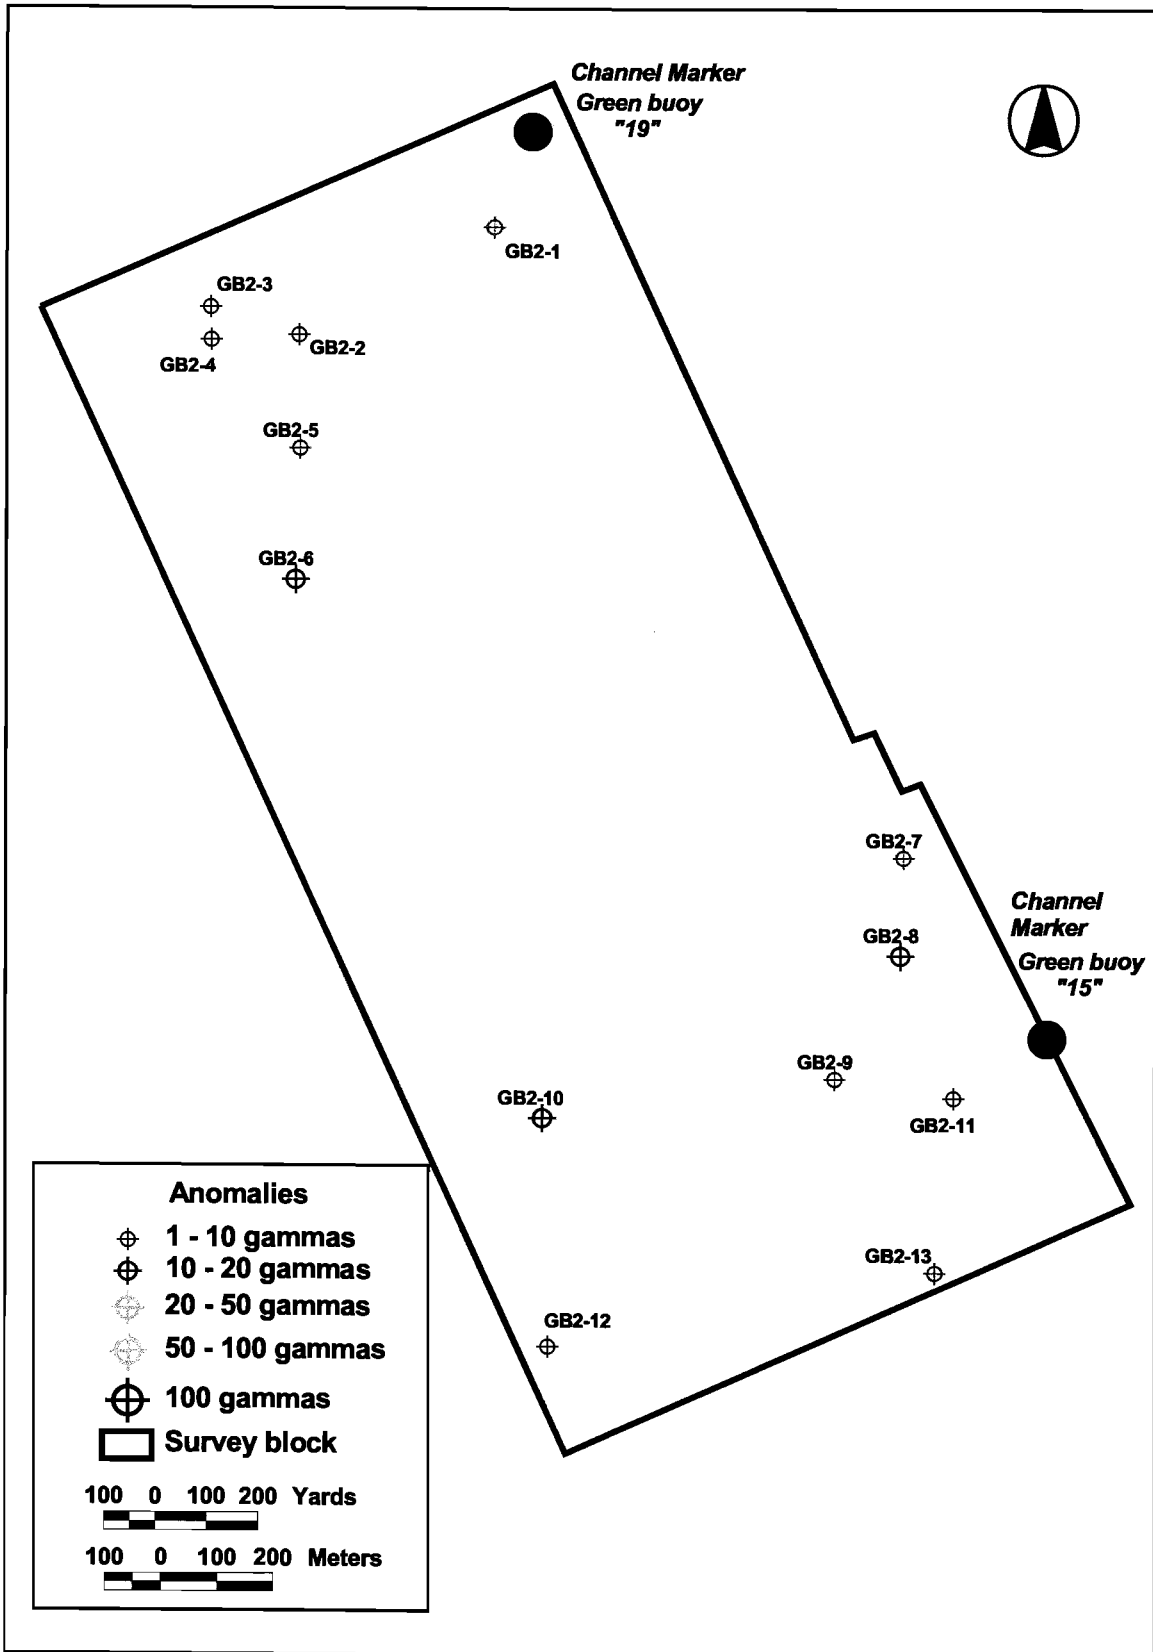 Channel Marker
Green buoy
"19"
GB2-1
GB2-3
GB2-2
GB2-4
GB2-5
GB2-6
GB2-7
Channel
Marker
GB2-8
Green buoy
"15"
GB2-9
GB2-10
GB2-11
GB2-13
GB2-12
Anomalies
1 - 10 gammas
10 - 20 gammas
20 - 50 gammas
50 - 100 gammas
100 gammas
Survey block
100 0 100 200 Yards
100 0 100 200 Meters